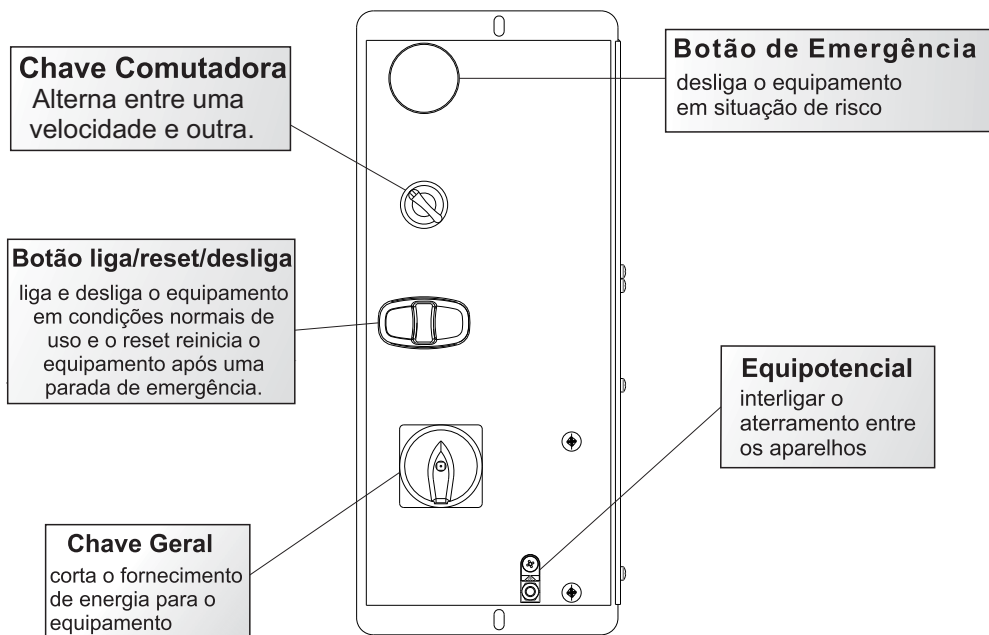 Chave Comutadora
Alterna entre uma
velocidade e outra.
Botão de Emergência
desliga o equipamento
em situação de risco
Botão liga/reset/desliga
liga e desliga o equipamento
em condições normais de
uso e o reset reinicia o
equipamento após uma
parada de emergência.
Equipotencial
interligar o
aterramento entre
os aparelhos
Chave Geral
corta o fornecimento
de energia para o
equipamento